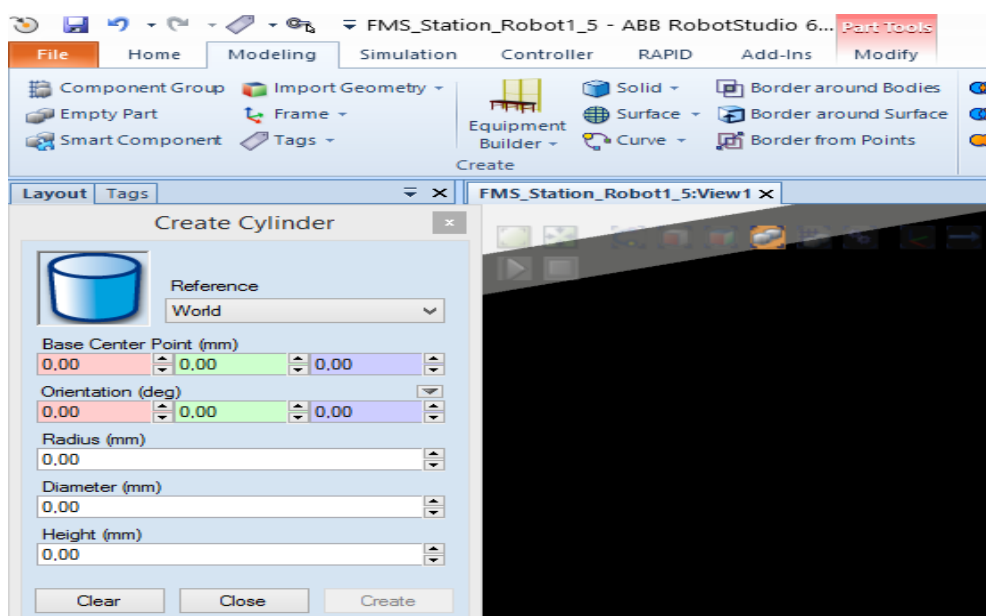 FMS_Station_Robot1_5 - ABB RobotStudio 6... Part Tools
File Home Modeling Simulation Controller RAPID Add-Ins Modify
Component Group Import Geometry Solid Border around Bodies
Empty Part Frame Surface Border around Surface
Smart Component Tags Equipment Builder Curve Border from Points
Create
Layout Tags FMS_Station_Robot1_5:View1
Create Cylinder
Reference
World
Base Center Point (mm)
0,00 0,00 0,00
Orientation (deg)
0,00 0,00 0,00
Radius (mm)
0,00
Diameter (mm)
0,00
Height (mm)
0,00
Clear Close Create